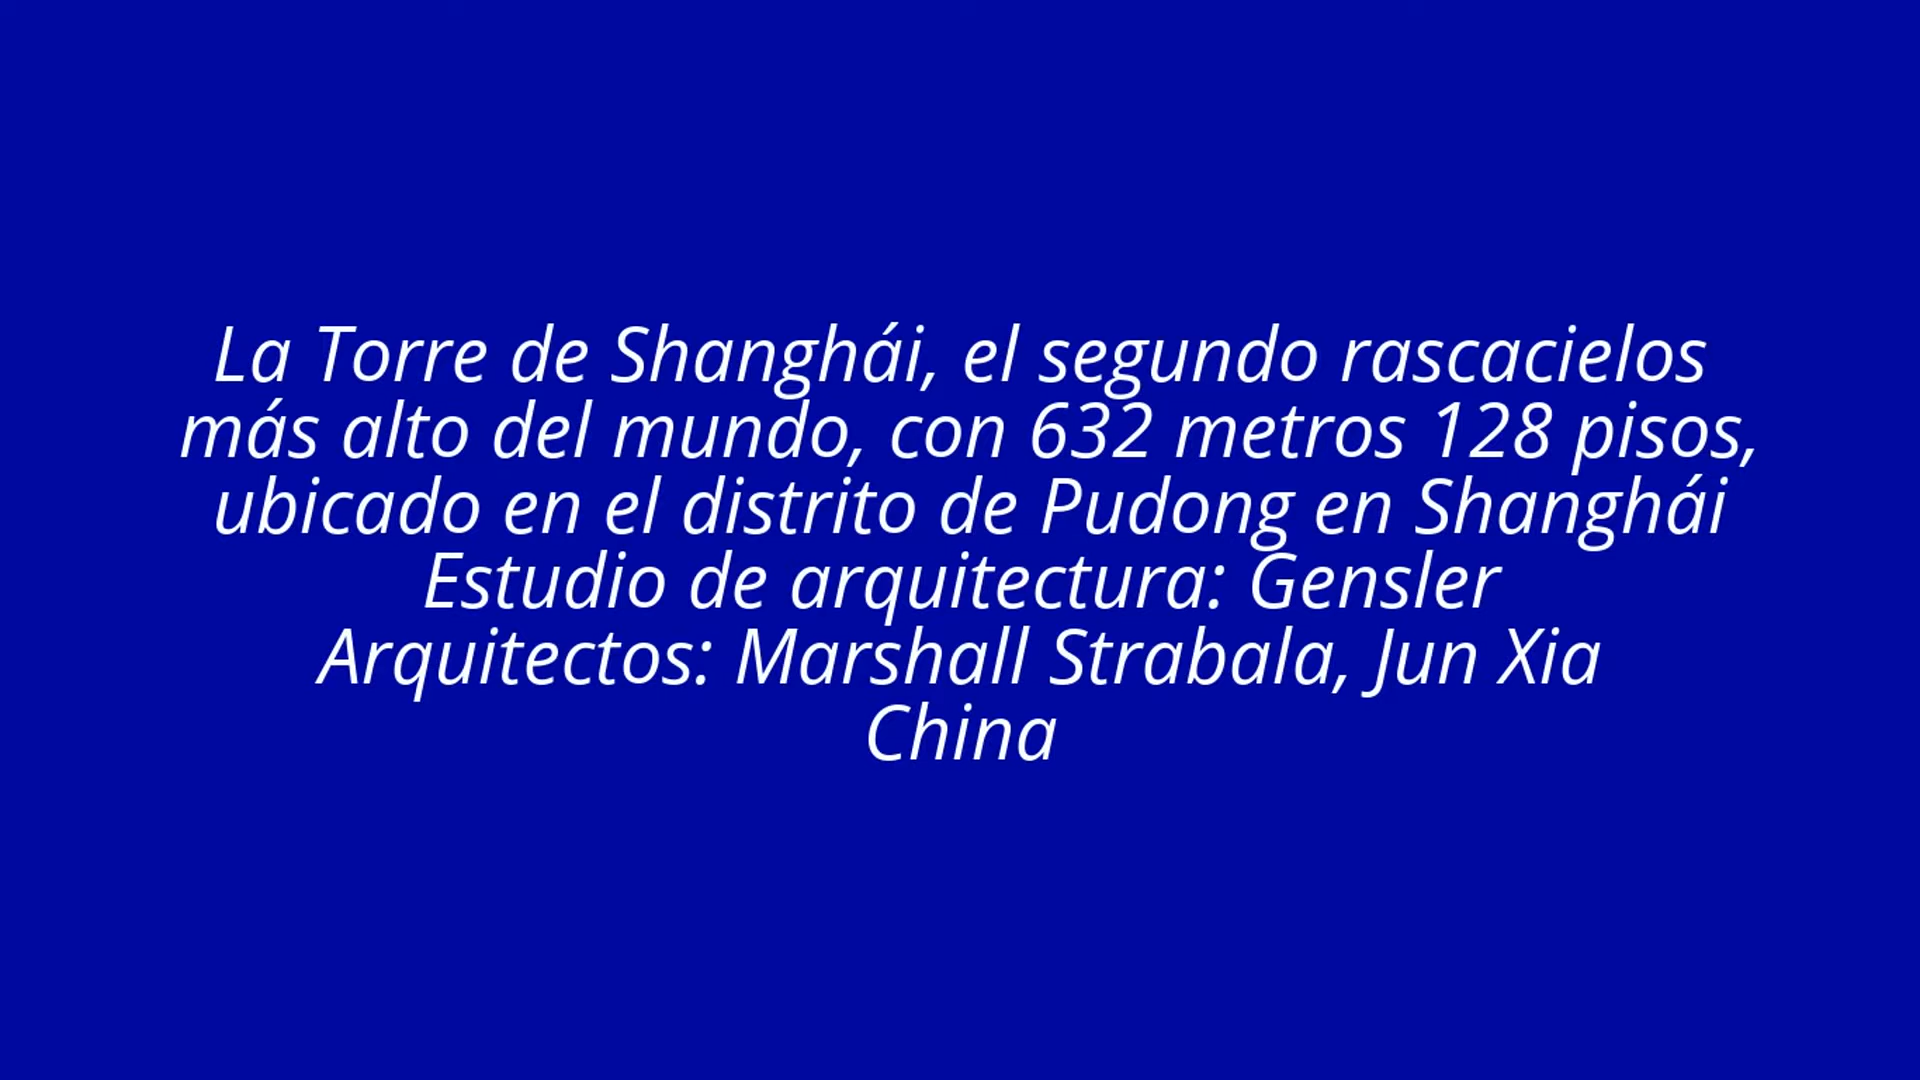 La Torre de Shanghái, el segundo rascacielos
más alto del mundo, con 632 metros 128 pisos,
ubicado en el distrito de Pudong en Shanghái
Estudio de arquitectura: Gensler
Arquitectos: Marshall Strabala, Jun Xia
China